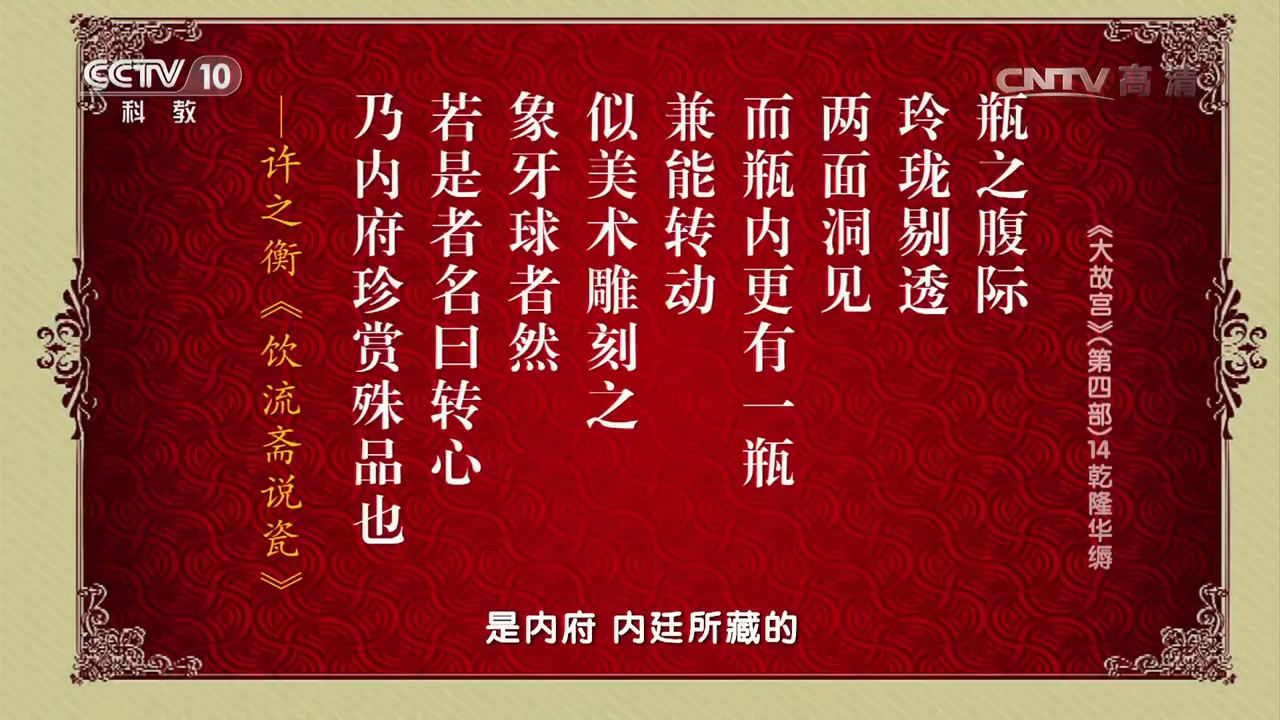 CCTV 10
科教
CNTV高清
《大故宫》(第四部)14乾隆华缛
瓶之腹际
玲珑剔透
两面洞见
而瓶内更有一瓶
兼能转动
似美术雕刻之
象牙球者然
若是者名曰转心
乃内府珍赏殊品也
—许之衡《饮流斋说瓷》
是内府 内廷所藏的